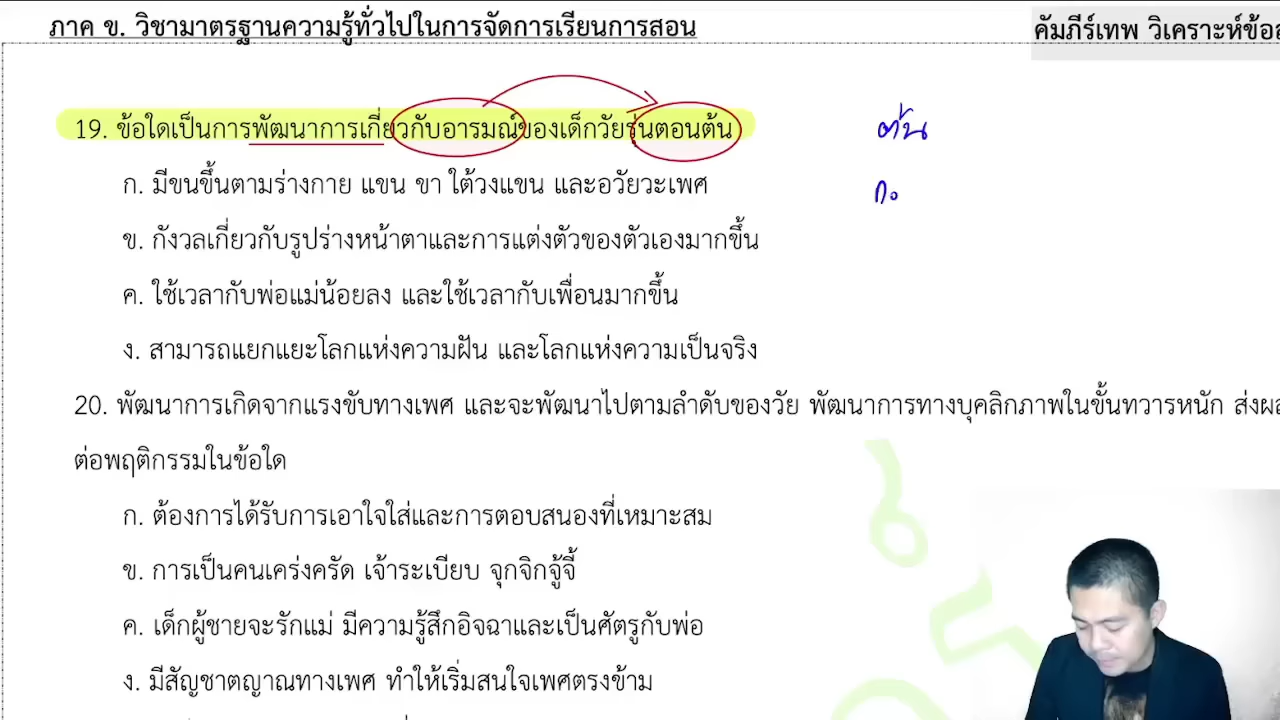 ภาค ข. วิชามาตรฐานความรู้ทั่วไปในการจัดการเรียนการสอน
คัมภีร์เทพ วิเคราะห์ข้อ
19. ข้อใดเป็นการพัฒนาการเกี่ยวกับอารมณ์ของเด็กวัยรุ่นตอนต้น
ต้น
ก. มีขนขึ้นตามร่างกาย แขน ขา ใต้วงแขน และอวัยวะเพศ
ข. กังวลเกี่ยวกับรูปร่างหน้าตาและการแต่งตัวของตัวเองมากขึ้น
ค. ใช้เวลากับพ่อแม่น้อยลง และใช้เวลากับเพื่อนมากขึ้น
ง. สามารถแยกแยะโลกแห่งความฝัน และโลกแห่งความเป็นจริง
20. พัฒนาการเกิดจากแรงขับทางเพศ และจะพัฒนาไปตามลำดับของวัย พัฒนาการทางบุคลิกภาพในขั้นทวารหนัก ส่งผล
ต่อพฤติกรรมในข้อใด
ก. ต้องการได้รับการเอาใจใส่และการตอบสนองที่เหมาะสม
ข. การเป็นคนเคร่งครัด เจ้าระเบียบ จุกจิกจู้จี้
ค. เด็กผู้ชายจะรักแม่ มีความรู้สึกอิจฉาและเป็นศัตรูกับพ่อ
ง. มีสัญชาตญาณทางเพศ ทำให้เริ่มสนใจเพศตรงข้าม